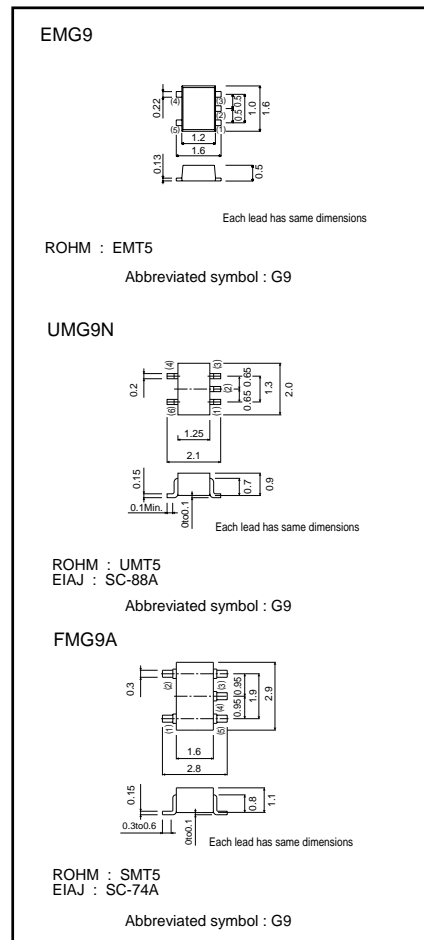 EMG9
0.22
(4)
(3)
(2)
(5)
(1)
0.5 0.5
1.0
1.6
1.2
1.6
0.13
0.5
Each lead has same dimensions
ROHM : EMT5
Abbreviated symbol : G9
UMG9N
0.2
(4)
(3)
(2)
(6)
(1)
0.65 0.65
1.3
2.0
1.25
2.1
0.15
0.1Min.
0to0.1
0.7
0.9
Each lead has same dimensions
ROHM : UMT5
EIAJ : SC-88A
Abbreviated symbol : G9
FMG9A
0.3
(2)
(3)
(4)
(1)
(5)
0.95 0.95
1.9
2.9
1.6
2.8
0.15
0.3to0.6
0to0.1
0.8
1.1
Each lead has same dimensions
ROHM : SMT5
EIAJ : SC-74A
Abbreviated symbol : G9